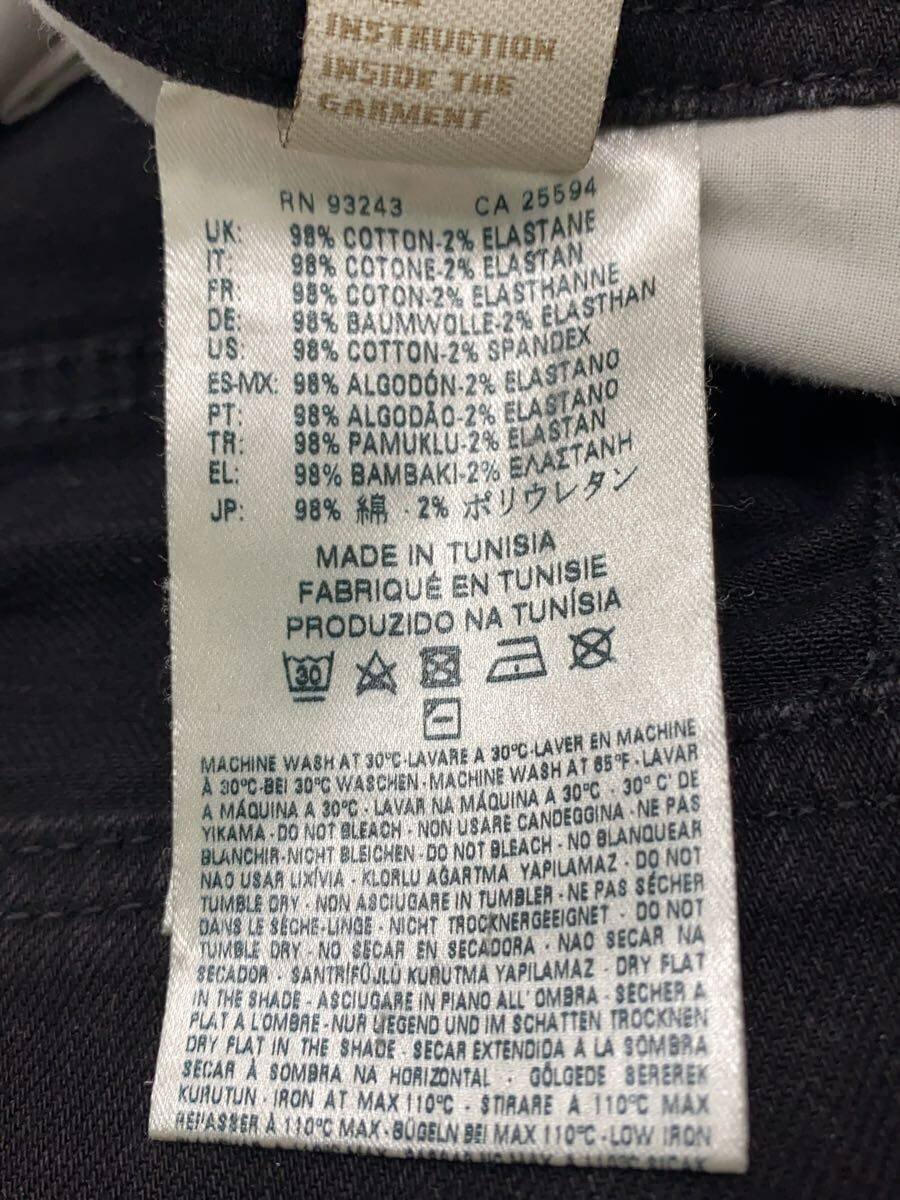 INSTRUCTION
INSIDE THE
GARMENT
RN 93243 CA 25594
UK: 98% COTTON-2% ELASTANE
IT: 98% COTONE-2% ELASTAN
FR: 98% COTON-2% ELASTHANNE
DE: 98% BAUMWOLLE-2% ELASTHAN
US: 98% COTTON-2% SPANDEX
ES-MX: 98% ALGODÓN-2% ELASTANO
PT: 98% ALGODÃO-2% ELASTANO
TR: 98% PAMUKLU-2% ELASTAN
EL: 98% BAMBAKI-2% ΕΛΑΣΤΑΝΗ
JP: 98% 綿 · 2% ポリウレタン
MADE IN TUNISIA
FABRIQUÉ EN TUNISIE
PRODUZIDO NA TUNÍSIA
30
MACHINE WASH AT 30°C-LAVARE A 30°C-LAVER EN MACHINE
À 30°C-BEI 30°C WASCHEN-MACHINE WASH AT 85°F-LAVAR
A MÁQUINA A 30°C - LAVAR NA MÁQUINA A 30°C - 30° C' DE
YIKAMA - DO NOT BLEACH - NON USARE CANDEGGINA - NE PAS
BLANCHIR-NICHT BLEICHEN-DO NOT BLEACH - NO BLANQUEAR
NAO USAR LIXÍVIA - KLORLU AĞARTMA YAPILAMAZ - DO NOT
TUMBLE DRY - NON ASCIUGARE IN TUMBLER - NE PAS SÉCHER
DANS LE SÈCHE-LINGE - NICHT TROCKNERGEEIGNET - DO NOT
TUMBLE DRY - NO SECAR EN SECADORA - NAO SECAR NA
SECADOR - SANTRİFÜJLÜ KURUTMA YAPILAMAZ - DRY FLAT
IN THE SHADE - ASCIUGARE IN PIANO ALL' OMBRA - SÉCHER A
PLAT A L'OMBRE-NUR LIEGEND UND IM SCHATTEN TROCKNEN
DRY FLAT IN THE SHADE - SECAR EXTENDIDA A LA SOMBRA
SECAR À SOMBRA NA HORIZONTAL - GÖLGEDE SEREREK
KURUTUN - IRON AT MAX 110°C - STIRARE A 110°C MAX
REPASSER À 110°C MAX-BÜGELN BEI MAX 110°C-LOW IRON